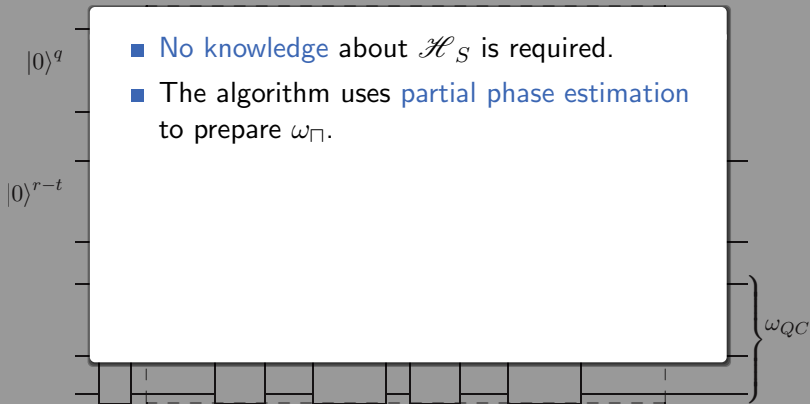 |0⟩^q
■ No knowledge about ℋ_S is required.
■ The algorithm uses partial phase estimation
to prepare ω_⊓.
|0⟩^{r−t}
ω_{QC}